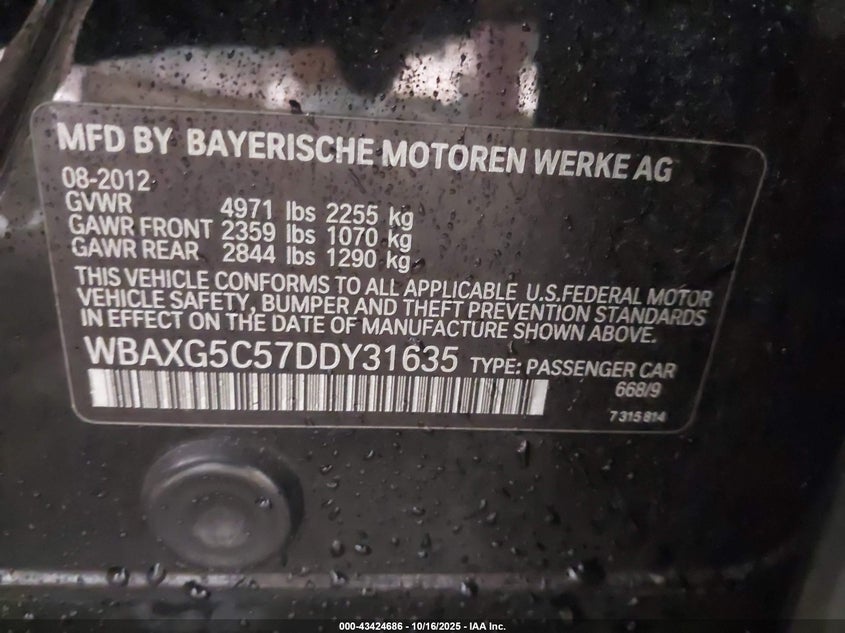 MFD BY BAYERISCHE MOTOREN WERKE AG
08-2012
GVWR 4971 lbs 2255 kg
GAWR FRONT 2359 lbs 1070 kg
GAWR REAR 2844 lbs 1290 kg
THIS VEHICLE CONFORMS TO ALL APPLICABLE U.S.FEDERAL MOTOR
VEHICLE SAFETY, BUMPER AND THEFT PREVENTION STANDARDS
IN EFFECT ON THE DATE OF MANUFACTURE SHOWN ABOVE.
WBAXG5C57DDY31635 TYPE: PASSENGER CAR
668/9
7 315 814
000-43424686 - 10/16/2025 - IAA Inc.